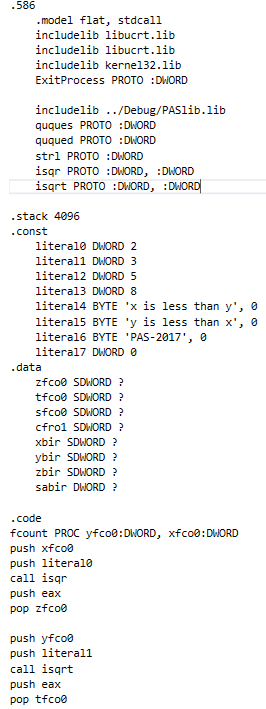 .586
.model flat, stdcall
includelib libucrt.lib
includelib libucrt.lib
includelib kernel32.lib
ExitProcess PROTO :DWORD
includelib ../Debug/PASlib.lib
quques PROTO :DWORD
ququed PROTO :DWORD
strl PROTO :DWORD
isqr PROTO :DWORD, :DWORD
isqrt PROTO :DWORD, :DWORD
.stack 4096
.const
literal0 DWORD 2
literal1 DWORD 3
literal2 DWORD 5
literal3 DWORD 8
literal4 BYTE 'x is less than y', 0
literal5 BYTE 'y is less than x', 0
literal6 BYTE 'PAS-2017', 0
literal7 DWORD 0
.data
zfco0 SDWORD ?
tfco0 SDWORD ?
sfco0 SDWORD ?
cfro1 SDWORD ?
xbir SDWORD ?
ybir SDWORD ?
zbir SDWORD ?
sabir DWORD ?
.code
fcount PROC yfco0:DWORD, xfco0:DWORD
push xfco0
push literal0
call isqr
push eax
pop zfco0
push yfco0
push literal1
call isqrt
push eax
pop tfco0